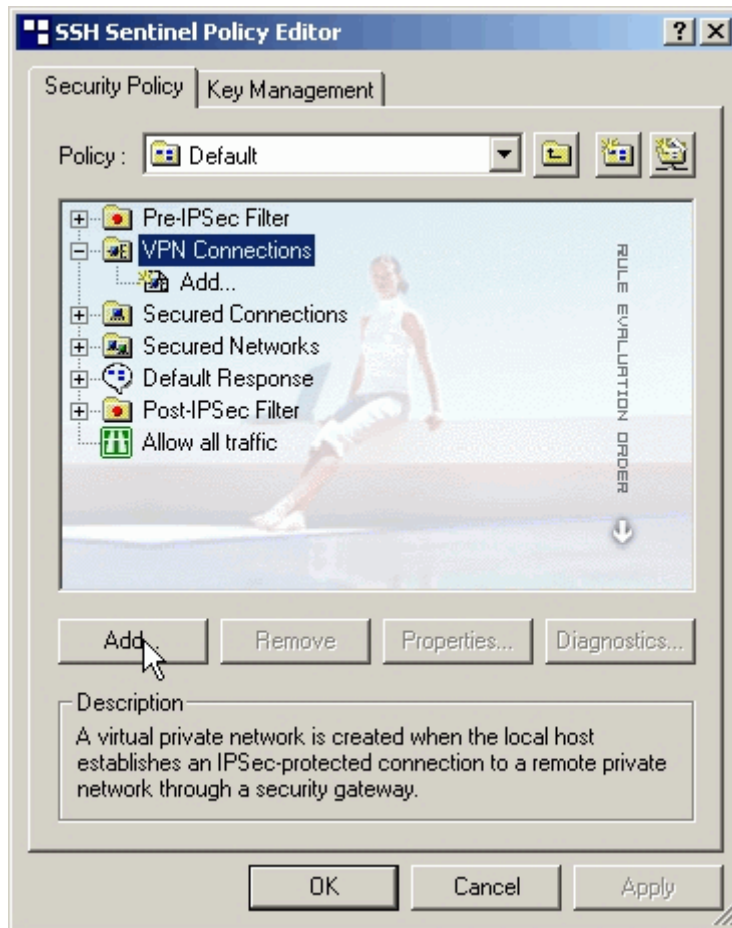 SSH Sentinel Policy Editor
Security Policy
Key Management
Policy :
Default
Pre-IPSec Filter
VPN Connections
Add...
Secured Connections
Secured Networks
Default Response
Post-IPSec Filter
Allow all traffic
RULE EVALUATION ORDER
Add...
Remove
Properties...
Diagnostics...
Description
A virtual private network is created when the local host
establishes an IPSec-protected connection to a remote private
network through a security gateway.
OK
Cancel
Apply